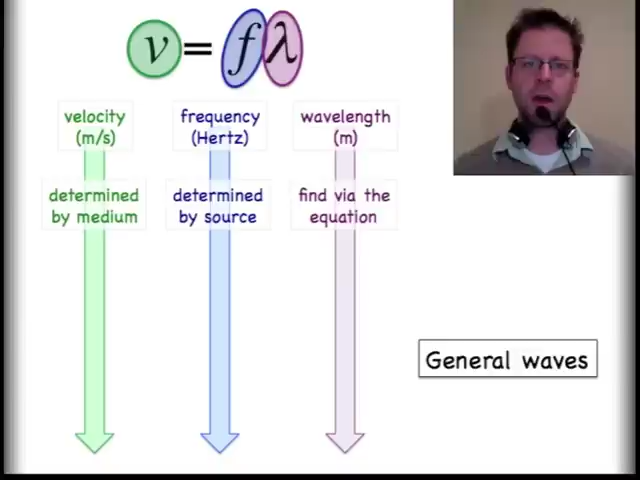 v = fλ
velocity
(m/s)
frequency
(Hertz)
wavelength
(m)
determined
by medium
determined
by source
find via the
equation
General waves